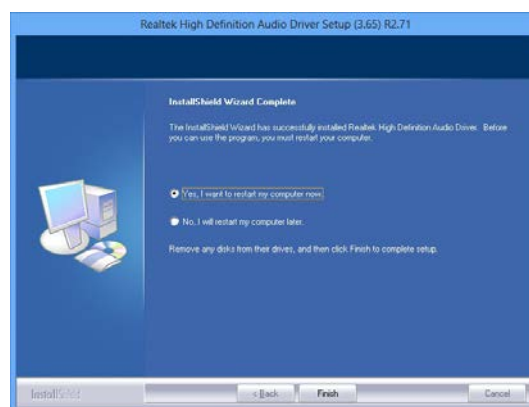 Realtek High Definition Audio Driver Setup (3.65) R2.71
InstallShield Wizard Complete
The InstallShield Wizard has successfully installed Realtek High Definition Audio Driver. Before
you can use the program, you must restart your computer.
Yes, I want to restart my computer now.
No, I will restart my computer later.
Remove any disks from their drives, and then click Finish to complete setup.
InstallShield
< Back
Finish
Cancel